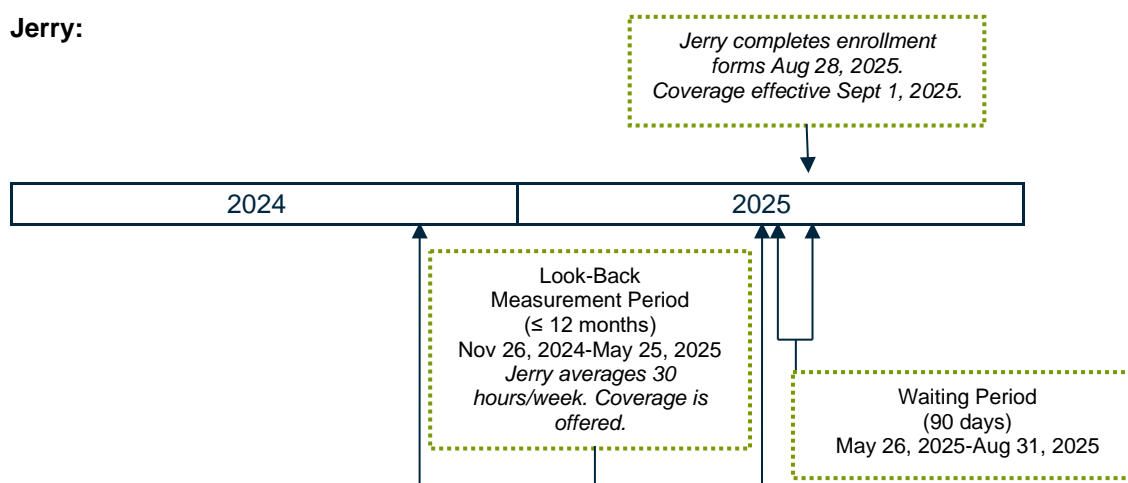 Jerry:
Jerry completes enrollment
forms Aug 28, 2025.
Coverage effective Sept 1, 2025.
2024
2025
Look-Back
Measurement Period
(≤ 12 months)
Nov 26, 2024-May 25, 2025
Jerry averages 30
hours/week. Coverage is
offered.
Waiting Period
(90 days)
May 26, 2025-Aug 31, 2025